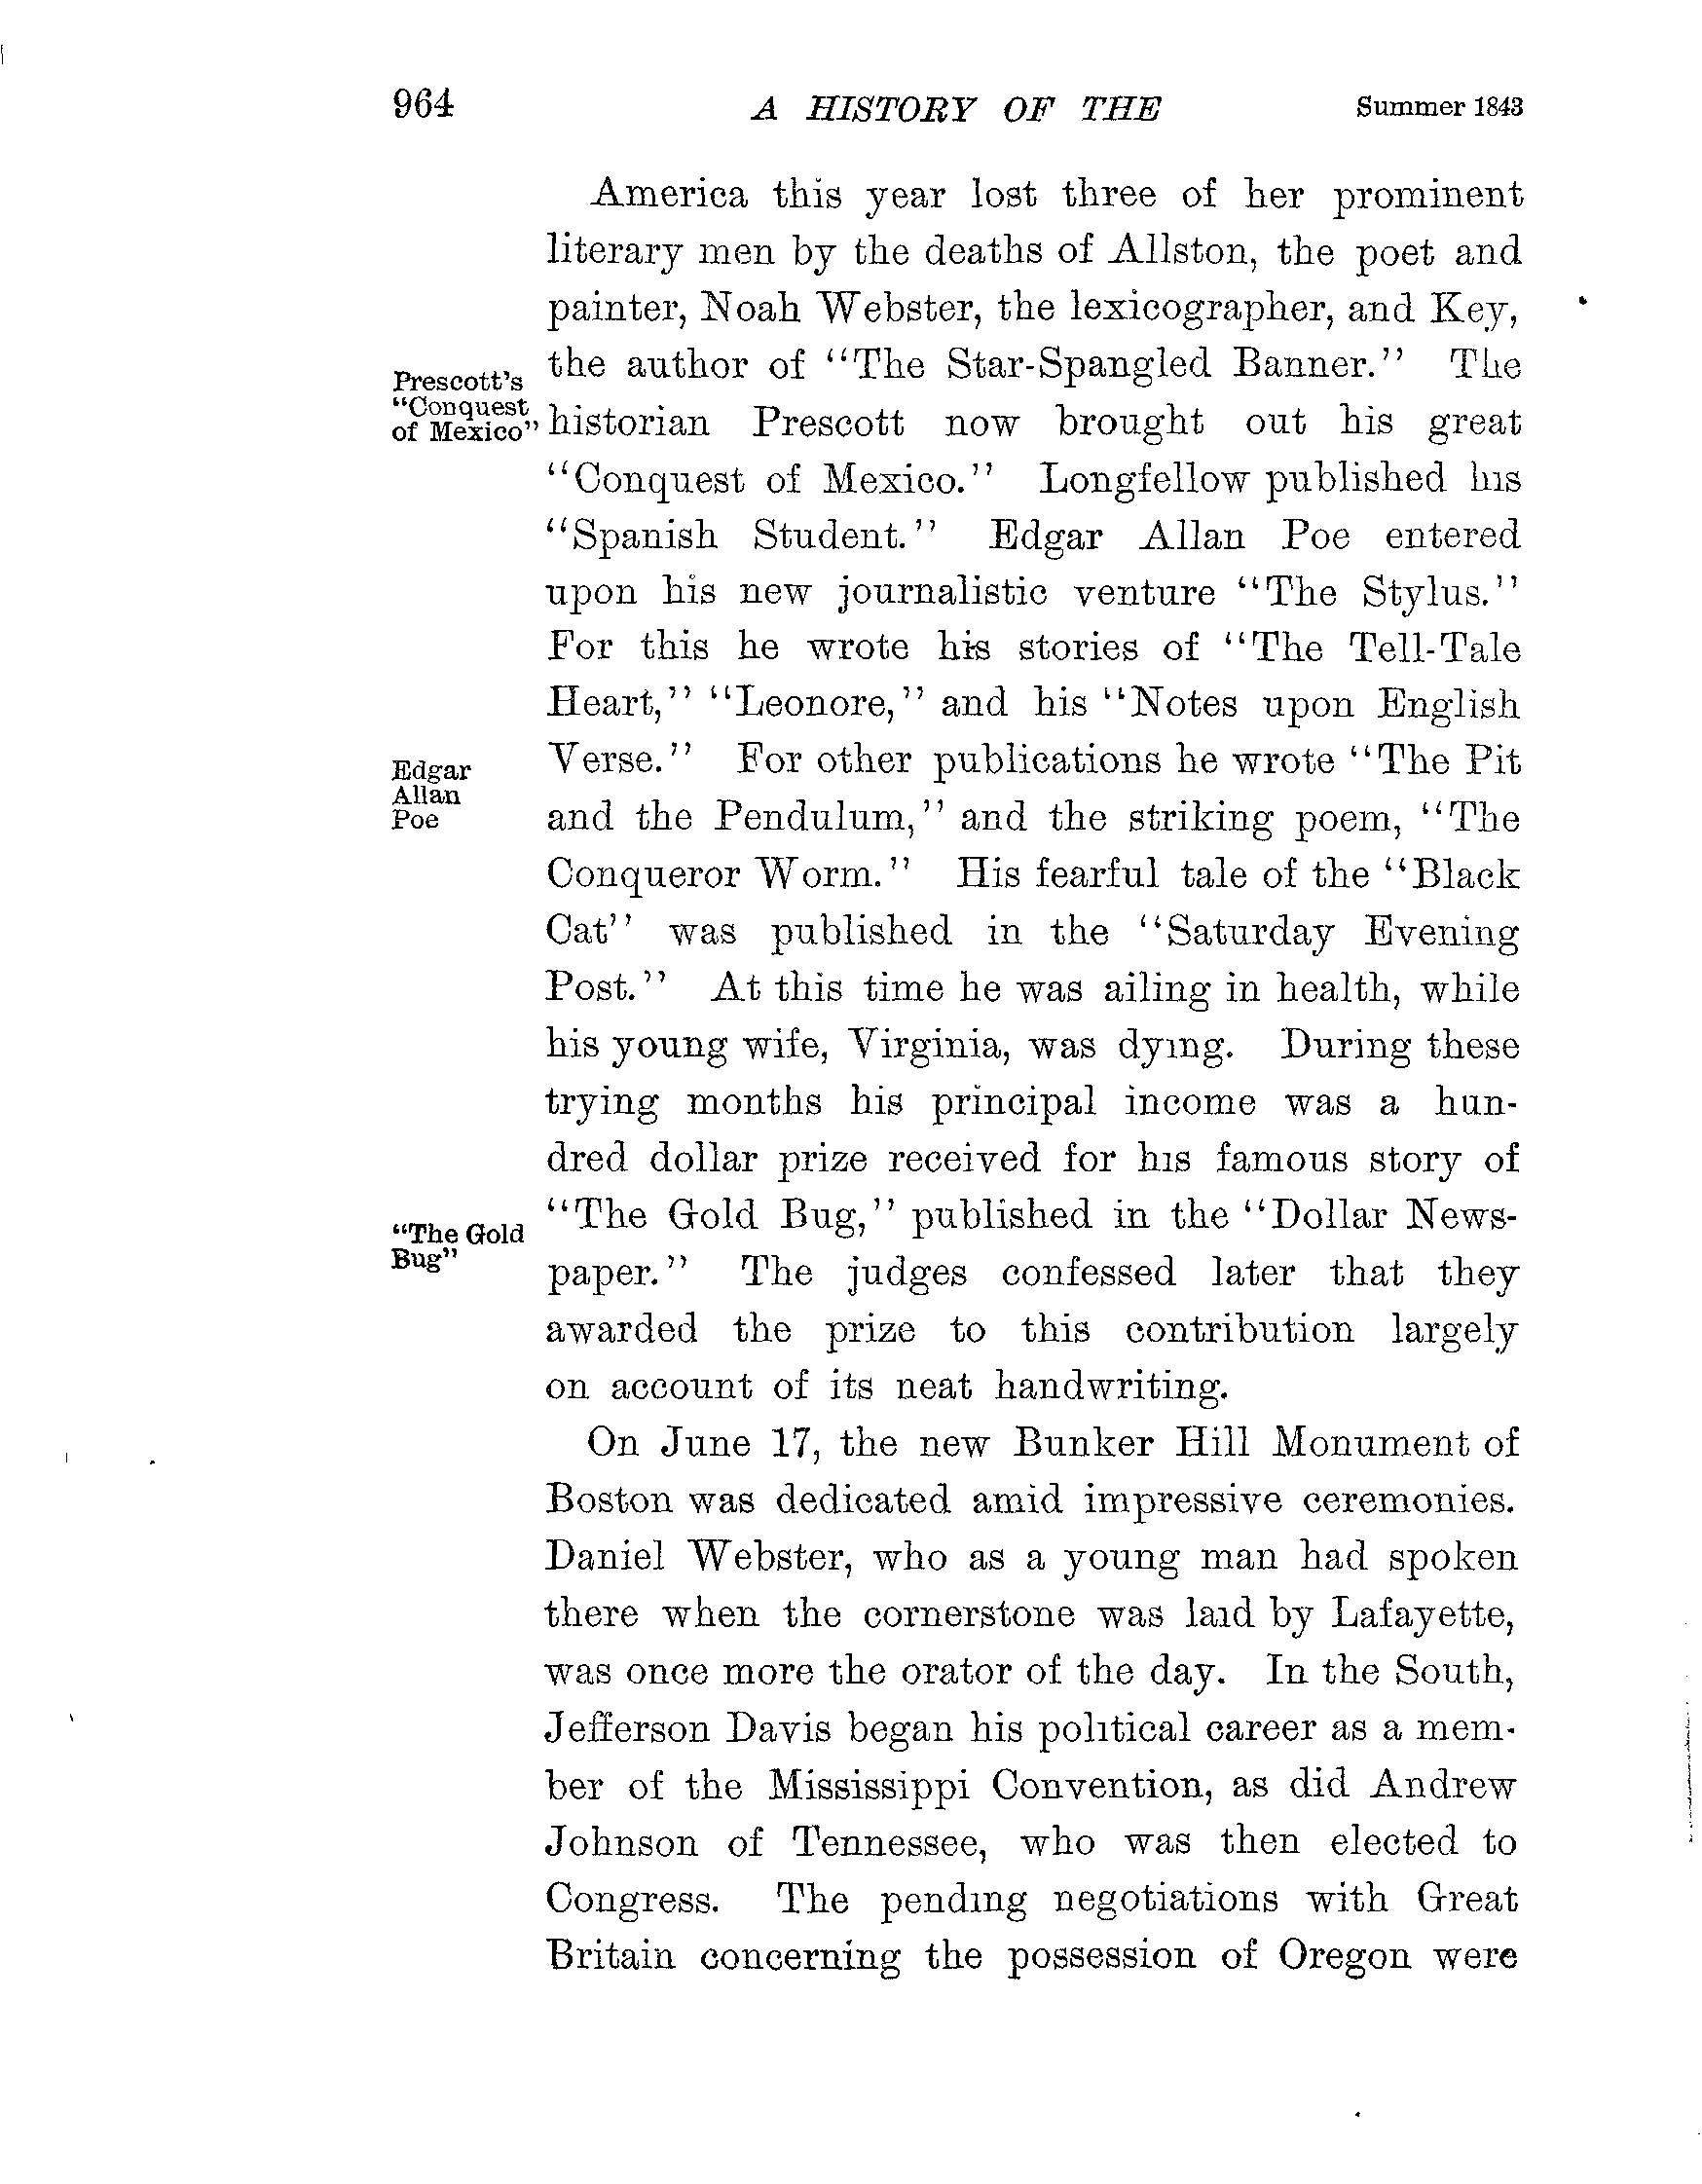 964 A HISTORY OF THE Summer 1843
America this year lost three of her prominent
literary men by the deaths of Allston, the poet and
painter, Noah Webster, the lexicographer, and Key,
the author of "The Star-Spangled Banner." The
Prescott's
"Conquest
of Mexico"
historian Prescott now brought out his great
"Conquest of Mexico." Longfellow published his
"Spanish Student." Edgar Allan Poe entered
upon his new journalistic venture "The Stylus."
For this he wrote his stories of "The Tell-Tale
Heart," "Leonore," and his "Notes upon English
Verse." For other publications he wrote "The Pit
Edgar
Allan
Poe
and the Pendulum," and the striking poem, "The
Conqueror Worm." His fearful tale of the "Black
Cat" was published in the "Saturday Evening
Post." At this time he was ailing in health, while
his young wife, Virginia, was dying. During these
trying months his principal income was a hun-
dred dollar prize received for his famous story of
"The Gold Bug," published in the "Dollar News-
"The Gold
Bug"
paper." The judges confessed later that they
awarded the prize to this contribution largely
on account of its neat handwriting.
On June 17, the new Bunker Hill Monument of
Boston was dedicated amid impressive ceremonies.
Daniel Webster, who as a young man had spoken
there when the cornerstone was laid by Lafayette,
was once more the orator of the day. In the South,
Jefferson Davis began his political career as a mem-
ber of the Mississippi Convention, as did Andrew
Johnson of Tennessee, who was then elected to
Congress. The pending negotiations with Great
Britain concerning the possession of Oregon were